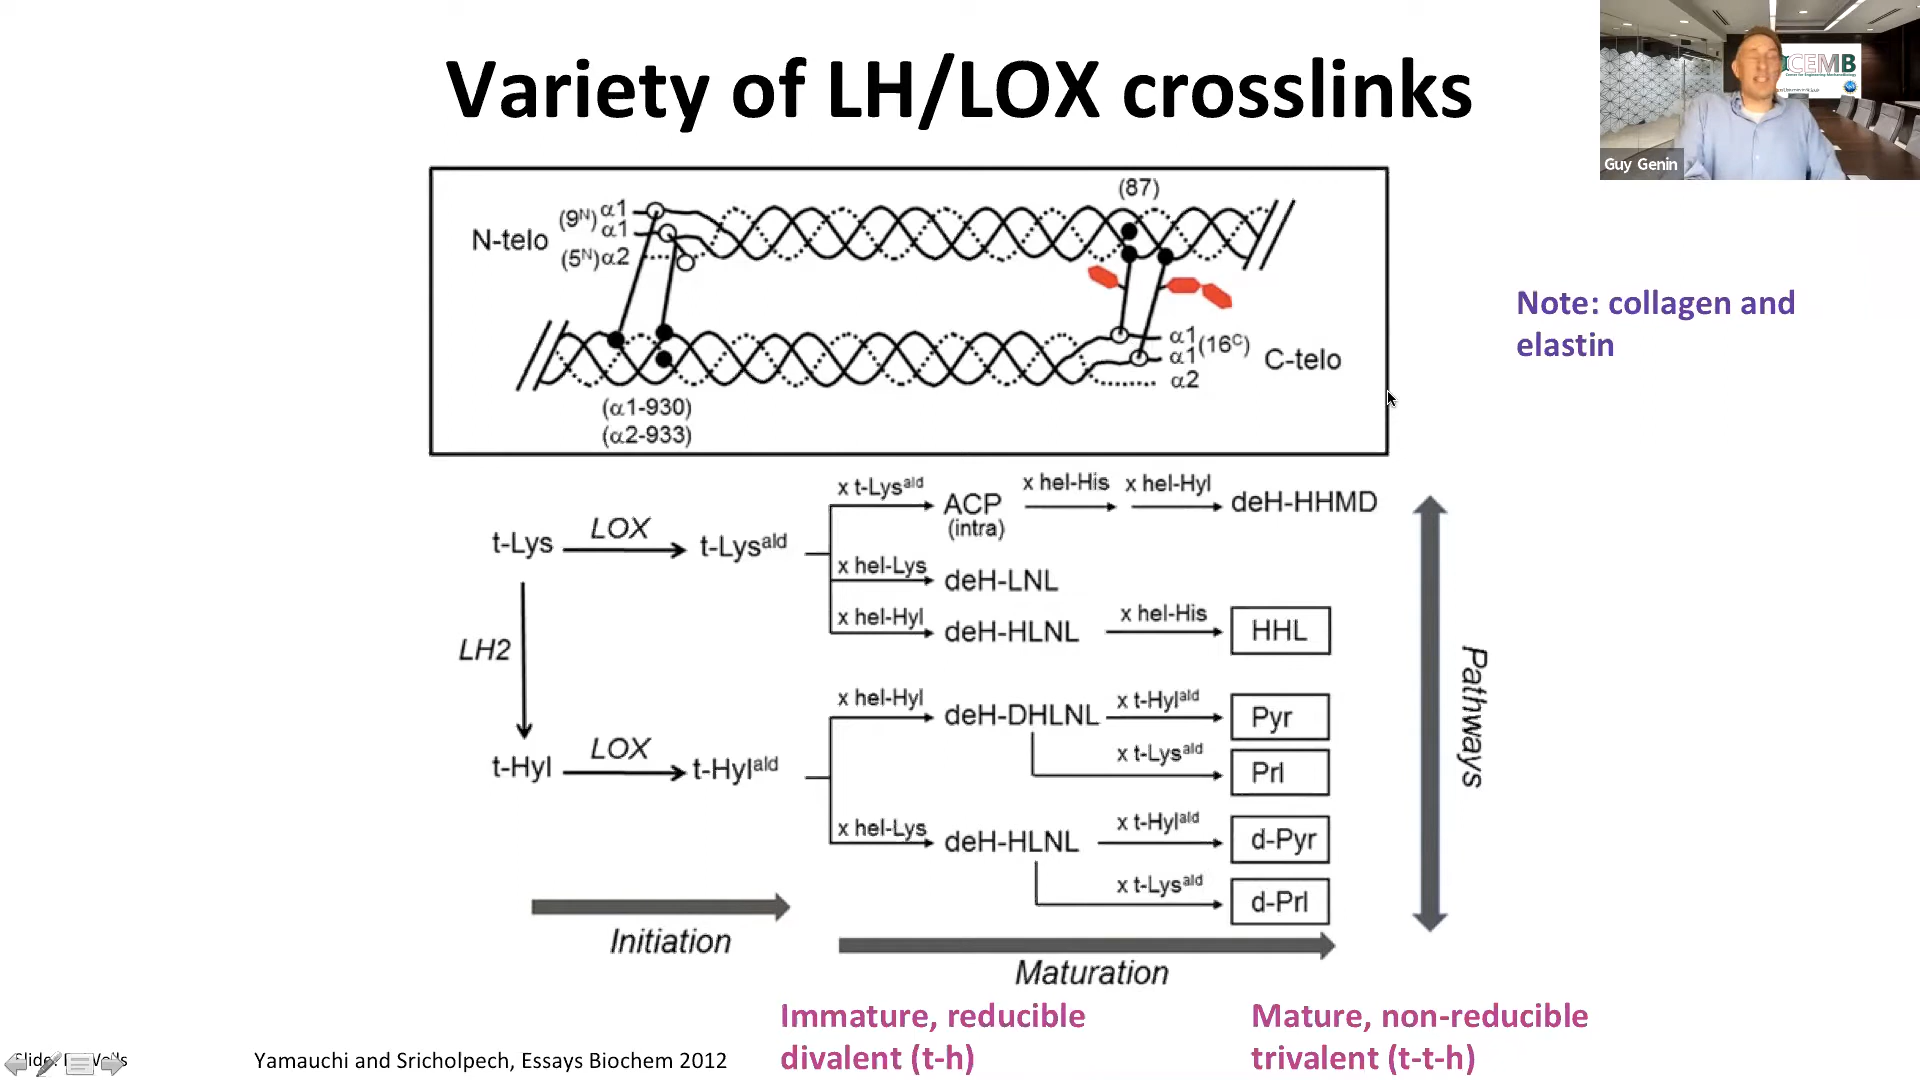 Variety of LH/LOX crosslinks
CEMB
Guy Genin
(87)
N-telo
(9ᴺ) α1
α1
(5ᴺ) α2
α1
α1 (16ᶜ)
α2
C-telo
(α1-930)
(α2-933)
Note: collagen and
elastin
t-Lys
LOX
t-Lysᵃˡᵈ
x t-Lysᵃˡᵈ
ACP
(intra)
x hel-His
x hel-Hyl
deH-HHMD
x hel-Lys
deH-LNL
x hel-Hyl
deH-HLNL
x hel-His
HHL
LH2
t-Hyl
LOX
t-Hylᵃˡᵈ
x hel-Hyl
deH-DHLNL
x t-Hylᵃˡᵈ
Pyr
x t-Lysᵃˡᵈ
Prl
x hel-Lys
deH-HLNL
x t-Hylᵃˡᵈ
d-Pyr
x t-Lysᵃˡᵈ
d-Prl
Pathways
Initiation
Maturation
Immature, reducible
divalent (t-h)
Mature, non-reducible
trivalent (t-t-h)
Yamauchi and Sricholpech, Essays Biochem 2012